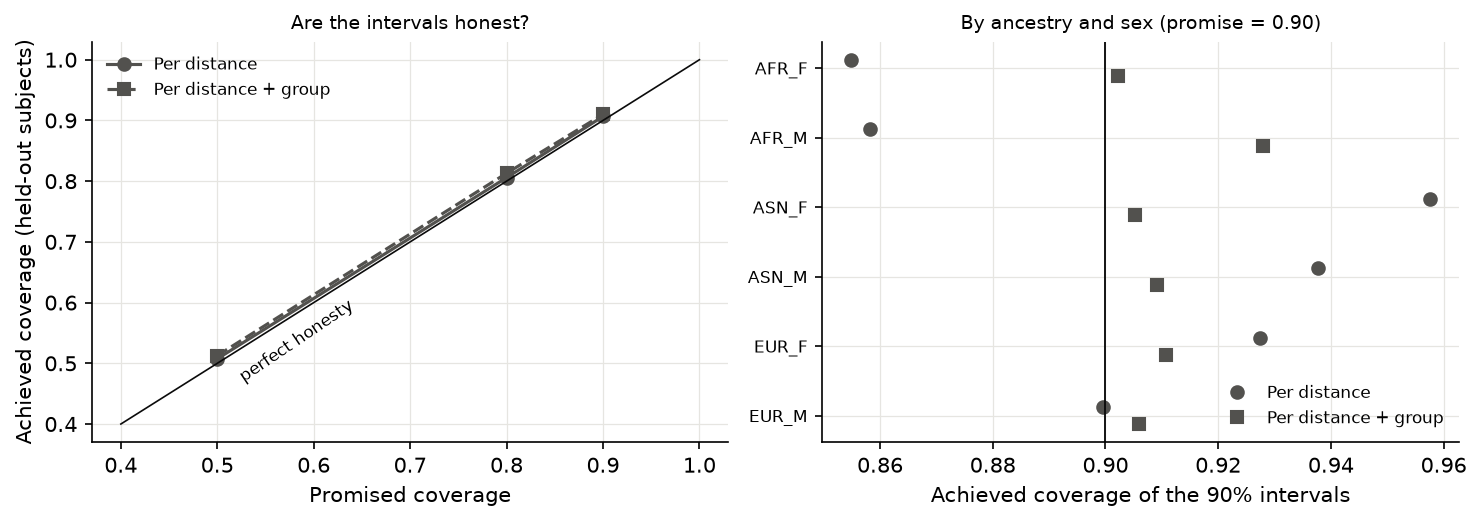 Are the intervals honest?
Achieved coverage (held-out subjects)
1.0
0.9
0.8
0.7
0.6
0.5
0.4
Per distance
Per distance + group
perfect honesty
0.4
0.5
0.6
0.7
0.8
0.9
1.0
Promised coverage
By ancestry and sex (promise = 0.90)
AFR_F
AFR_M
ASN_F
ASN_M
EUR_F
EUR_M
Per distance
Per distance + group
0.86
0.88
0.90
0.92
0.94
0.96
Achieved coverage of the 90% intervals